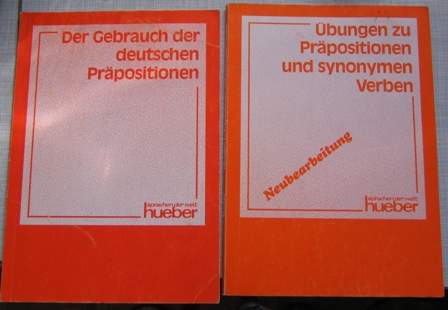 Der Gebrauch der
deutschen
Präpositionen
sprachen der welt
hueber
Übungen zu
Präpositionen
und synonymen
Verben
Neubearbeitung
sprachen der welt
hueber